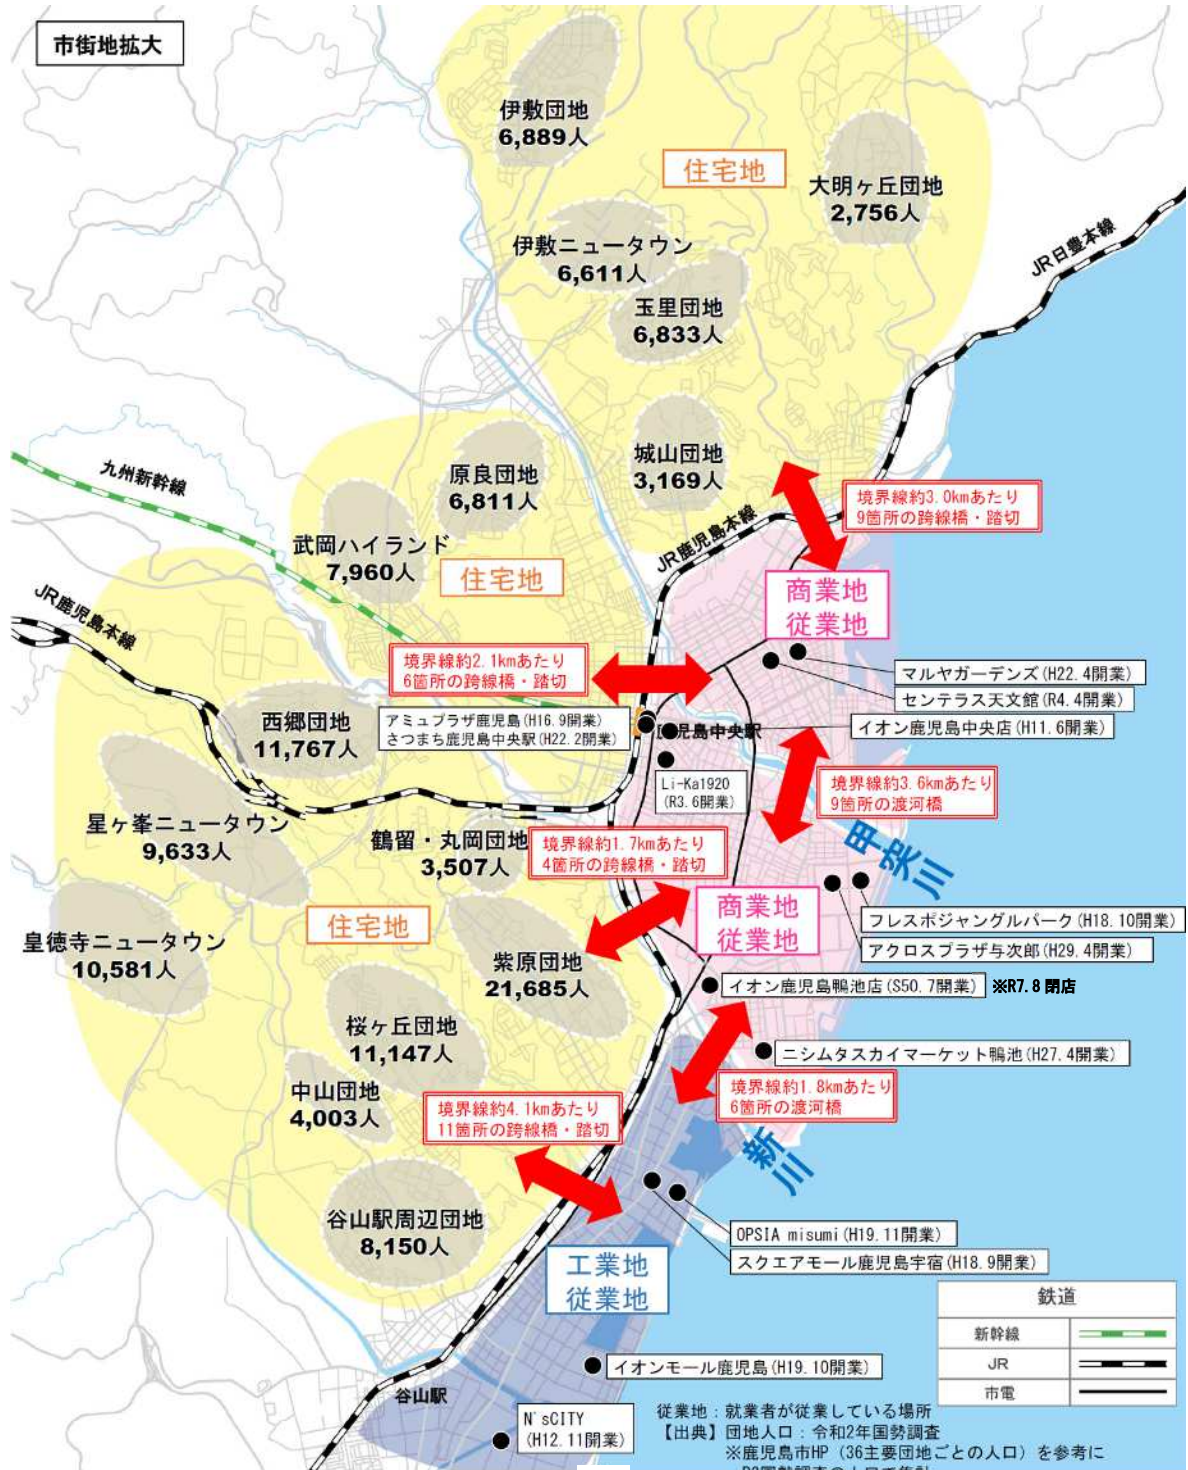 市街地拡大
伊敷団地
6,889人
住宅地
大明ヶ丘団地
2,756人
伊敷ニュータウン
6,611人
玉里団地
6,833人
JR日豊本線
城山団地
3,169人
原良団地
6,811人
九州新幹線
武岡ハイランド
7,960人
住宅地
JR鹿児島本線
境界線約3.0kmあたり
9箇所の跨線橋・踏切
商業地
従業地
JR鹿児島本線
境界線約2.1kmあたり
6箇所の跨線橋・踏切
マルヤガーデンズ(H22.4開業)
センテラス天文館(R4.4開業)
イオン鹿児島中央店(H11.6開業)
西郷団地
11,767人
アミュプラザ鹿児島(H16.9開業)
さつまち鹿児島中央駅(H22.2開業)
鹿児島中央駅
Li-Ka1920
(R3.6開業)
境界線約3.6kmあたり
9箇所の渡河橋
甲突川
星ヶ峯ニュータウン
9,633人
鶴留・丸岡団地
3,507人
境界線約1.7kmあたり
4箇所の跨線橋・踏切
商業地
従業地
フレスポジャングルパーク(H18.10開業)
アクロスプラザ与次郎(H29.4開業)
住宅地
皇徳寺ニュータウン
10,581人
紫原団地
21,685人
イオン鹿児島鴨池店(S50.7開業)
※R7.8 閉店
桜ヶ丘団地
11,147人
ニシムタスカイマーケット鴨池(H27.4開業)
中山団地
4,003人
境界線約4.1kmあたり
11箇所の跨線橋・踏切
境界線約1.8kmあたり
6箇所の渡河橋
新川
谷山駅周辺団地
8,150人
OPSIA misumi(H19.11開業)
スクエアモール鹿児島宇宿(H18.9開業)
工業地
従業地
鉄道
新幹線
JR
市電
イオンモール鹿児島(H19.10開業)
谷山駅
N'sCITY
(H12.11開業)
従業地：就業者が従業している場所
【出典】団地人口：令和2年国勢調査
※鹿児島市HP（36主要団地ごとの人口）を参考に